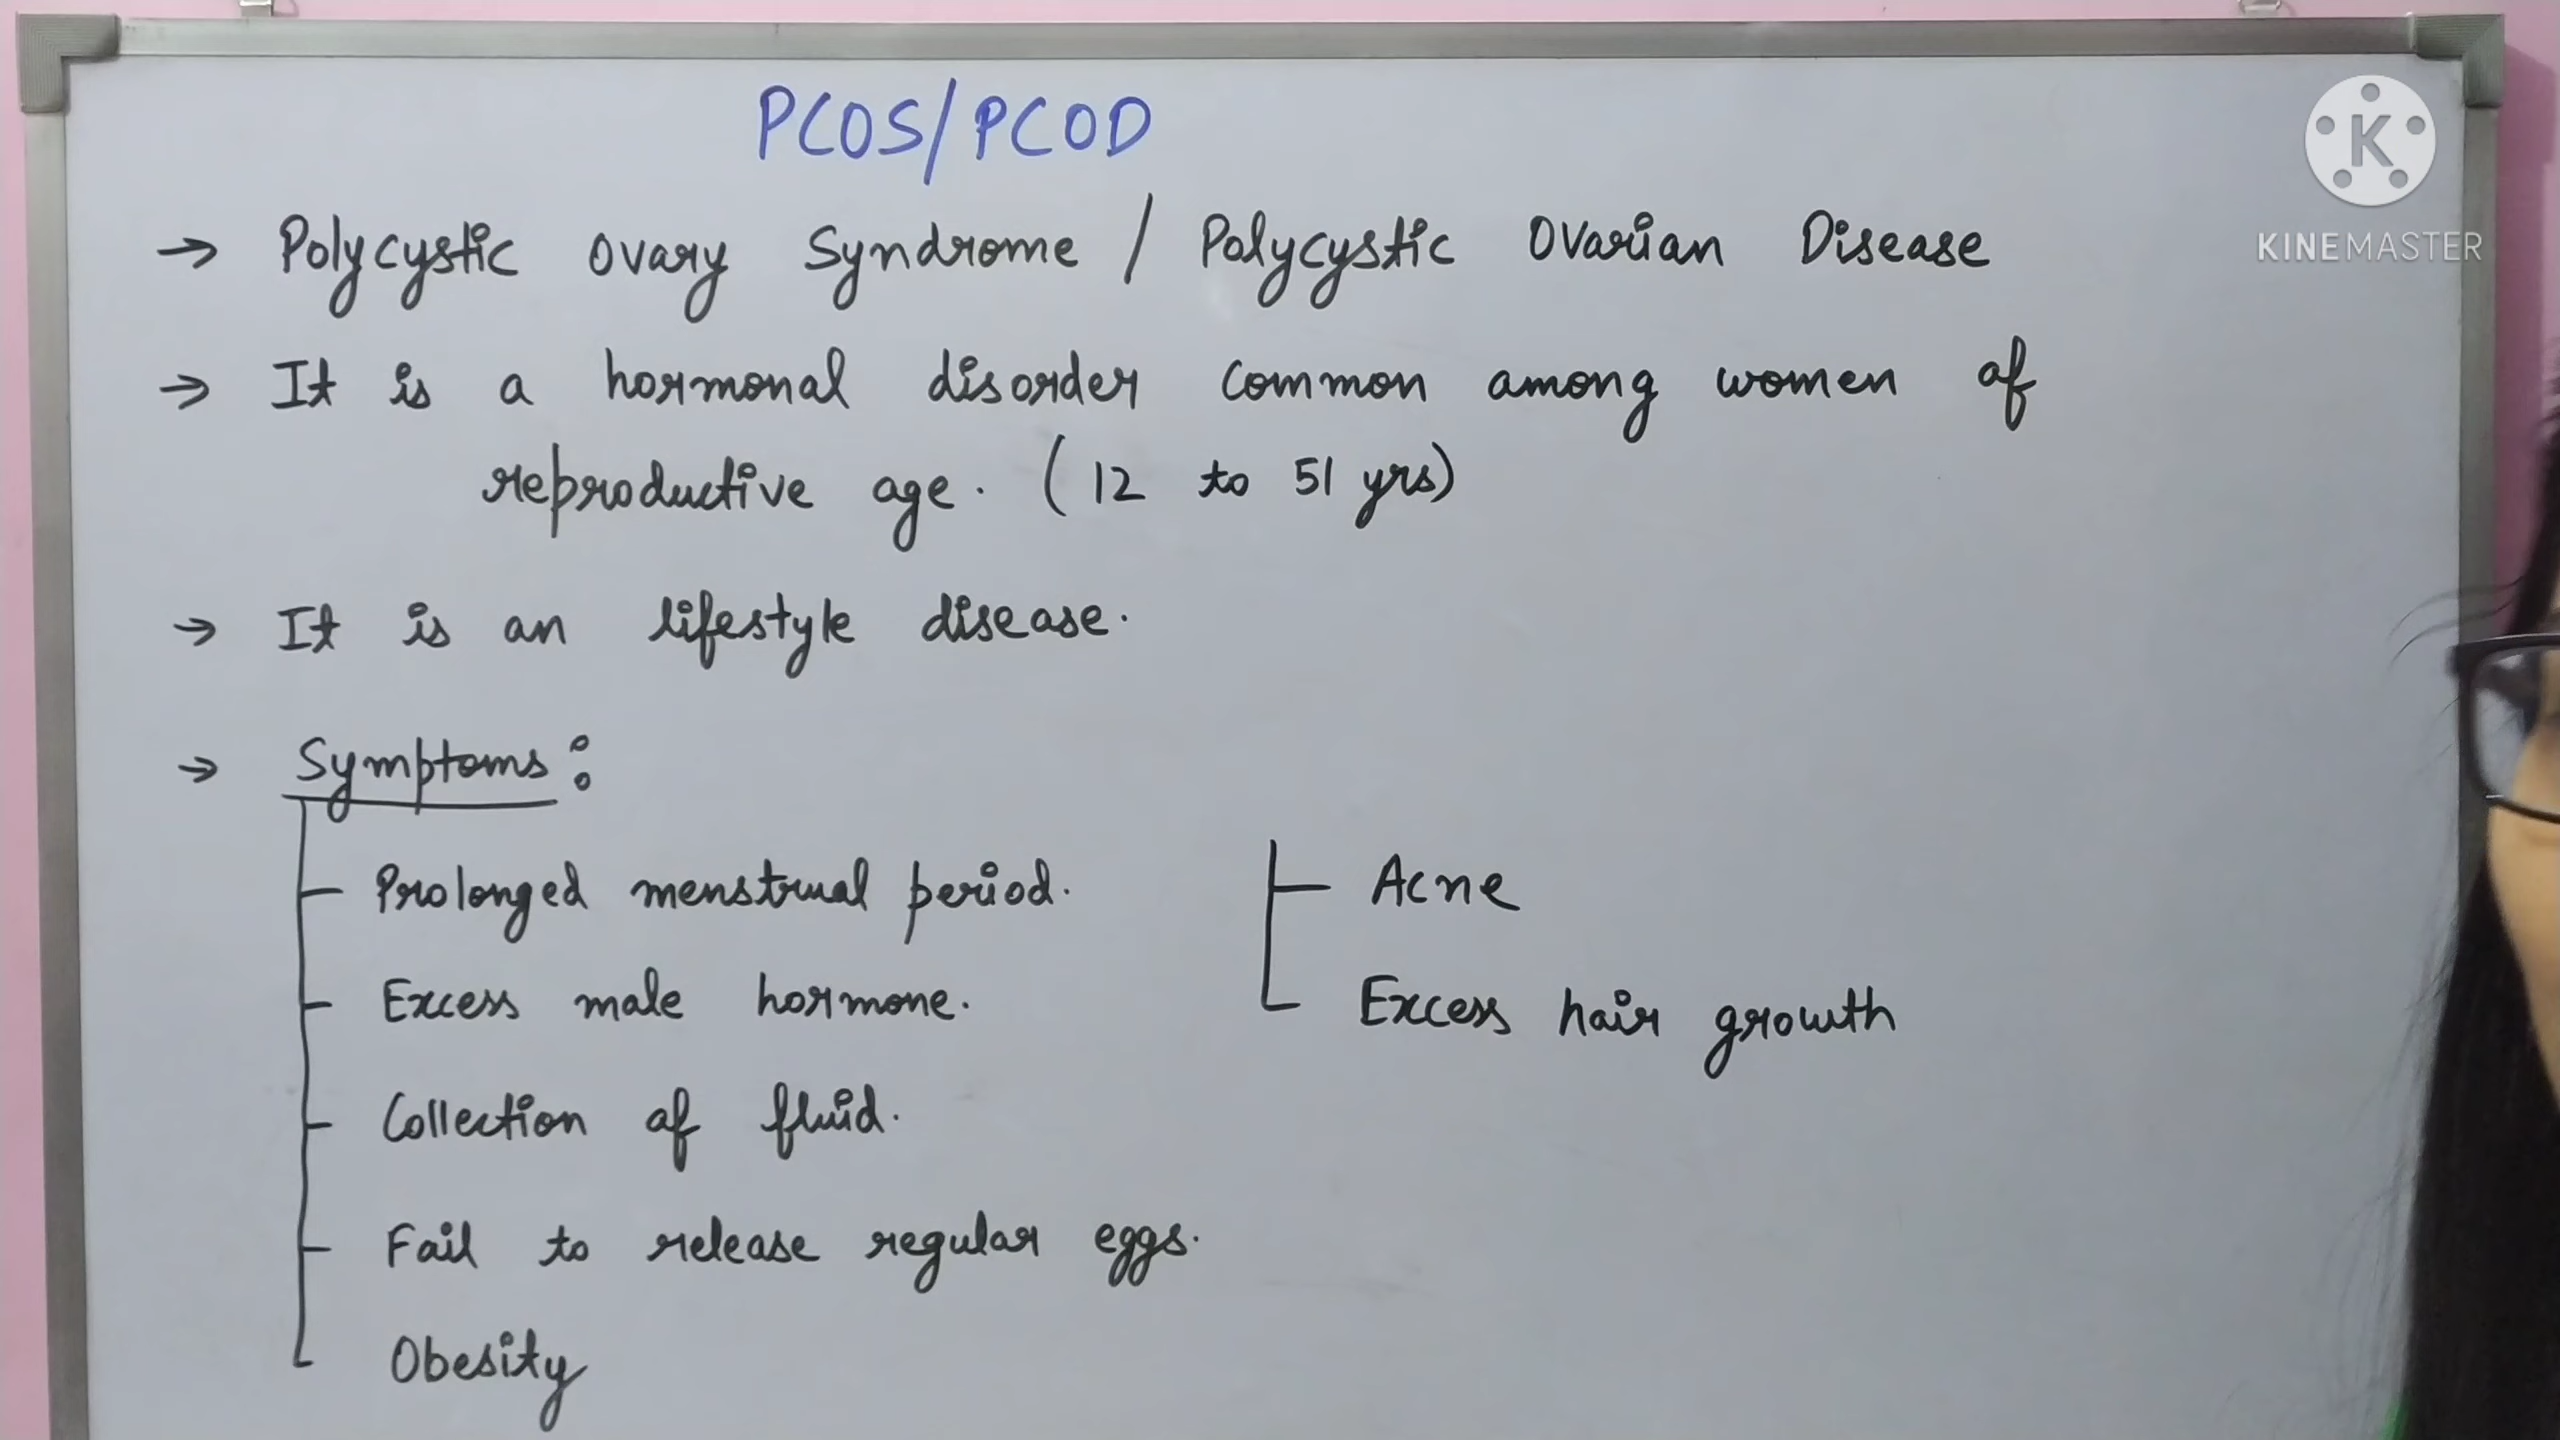 PCOS/PCOD
K
KINEMASTER
→ Polycystic ovary Syndrome / Polycystic Ovarian Disease
→ It is a hormonal disorder common among women of
reproductive age. (12 to 51 yrs)
→ It is an lifestyle disease.
→ Symptoms:
Prolonged menstrual period.
Excess male hormone.
Collection of fluid.
Fail to release regular eggs.
Obesity
Acne
Excess hair growth